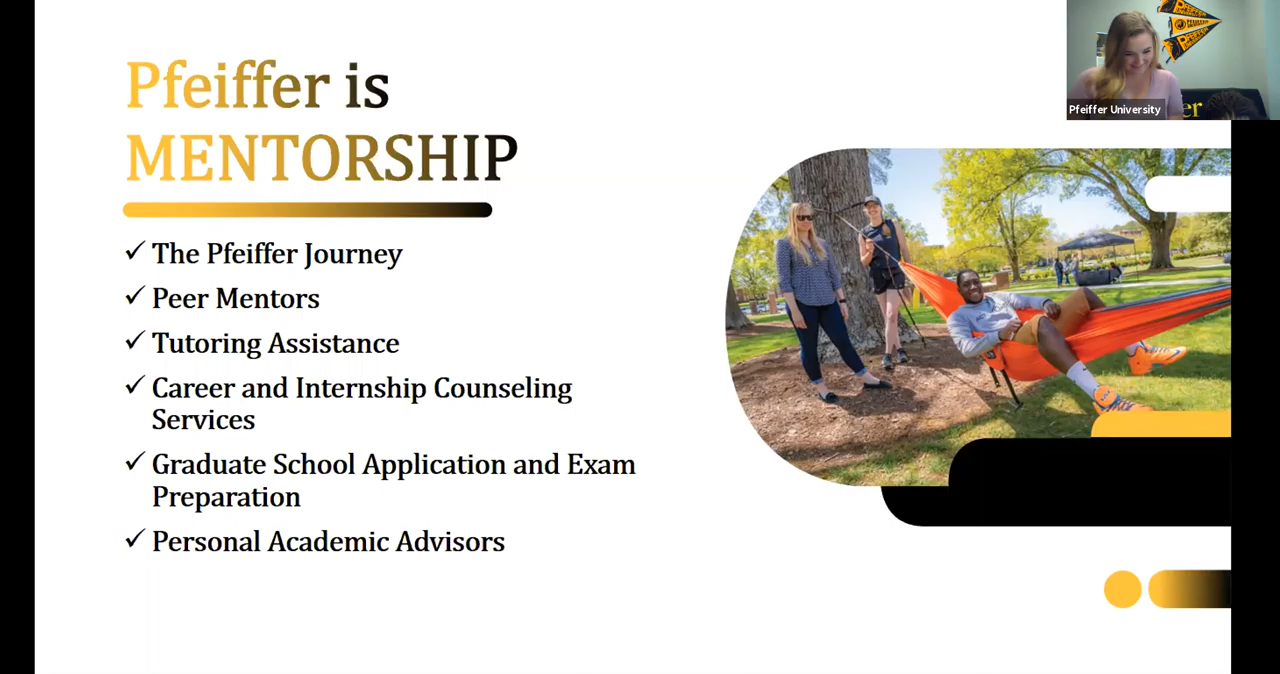 Pfeiffer is
MENTORSHIP
✓ The Pfeiffer Journey
✓ Peer Mentors
✓ Tutoring Assistance
✓ Career and Internship Counseling
Services
✓ Graduate School Application and Exam
Preparation
✓ Personal Academic Advisors
Pfeiffer University
er